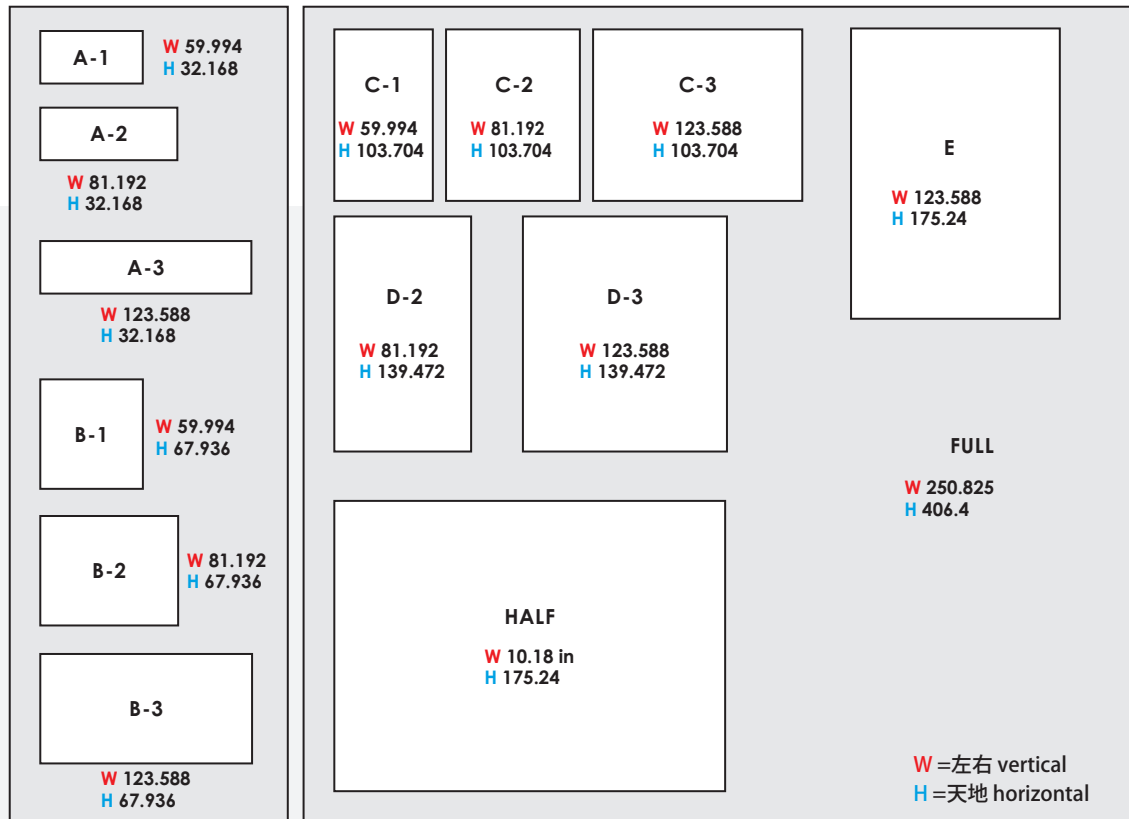 A-1
W 59.994
H 32.168
A-2
W 81.192
H 32.168
A-3
W 123.588
H 32.168
B-1
W 59.994
H 67.936
B-2
W 81.192
H 67.936
B-3
W 123.588
H 67.936
C-1
W 59.994
H 103.704
C-2
W 81.192
H 103.704
C-3
W 123.588
H 103.704
E
W 123.588
H 175.24
D-2
W 81.192
H 139.472
D-3
W 123.588
H 139.472
FULL
W 250.825
H 406.4
HALF
W 10.18 in
H 175.24
W =左右 vertical
H =天地 horizontal